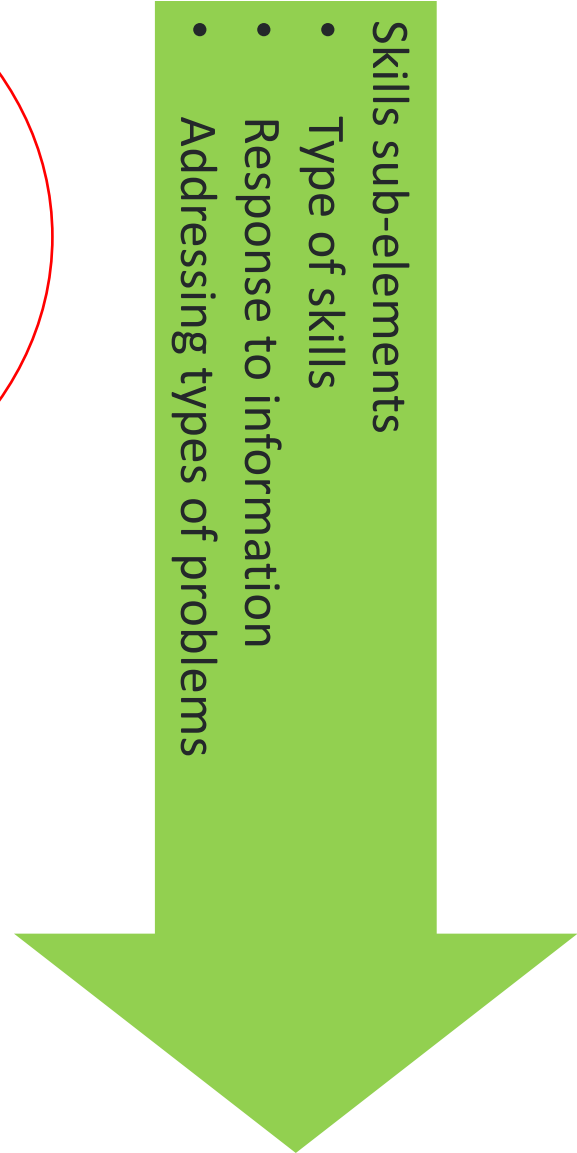 Skills sub-elements
• Type of skills
• Response to information
• Addressing types of problems